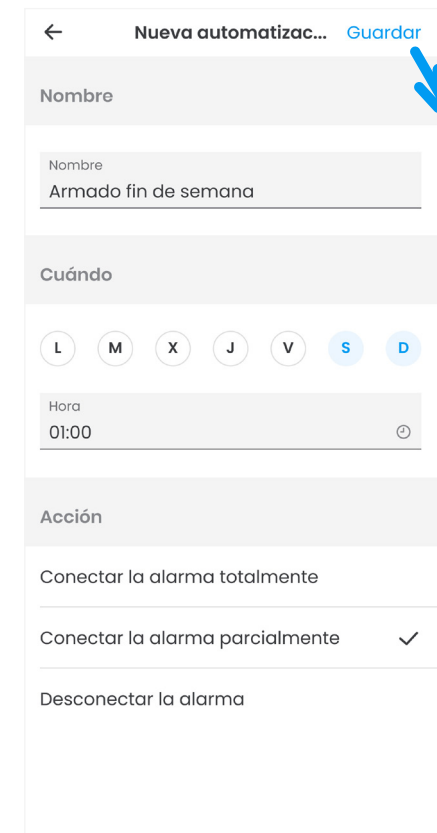 Nueva automatizac... Guardar
Nombre
Nombre
Armado fin de semana
Cuándo
L M X J V S D
Hora
01:00
Acción
Conectar la alarma totalmente
Conectar la alarma parcialmente
Desconectar la alarma